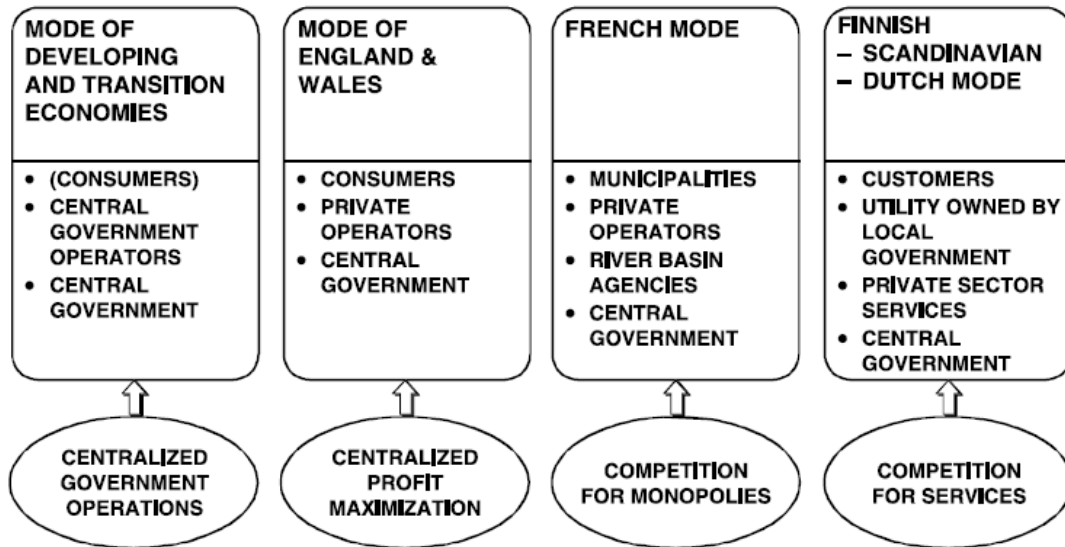 MODE OF
DEVELOPING
AND TRANSITION
ECONOMIES
• (CONSUMERS)
• CENTRAL
GOVERNMENT
OPERATORS
• CENTRAL
GOVERNMENT
CENTRALIZED
GOVERNMENT
OPERATIONS
MODE OF
ENGLAND &
WALES
• CONSUMERS
• PRIVATE
OPERATORS
• CENTRAL
GOVERNMENT
CENTRALIZED
PROFIT
MAXIMIZATION
FRENCH MODE
• MUNICIPALITIES
• PRIVATE
OPERATORS
• RIVER BASIN
AGENCIES
• CENTRAL
GOVERNMENT
COMPETITION
FOR MONOPOLIES
FINNISH
– SCANDINAVIAN
– DUTCH MODE
• CUSTOMERS
• UTILITY OWNED BY
LOCAL
GOVERNMENT
• PRIVATE SECTOR
SERVICES
• CENTRAL
GOVERNMENT
COMPETITION
FOR SERVICES